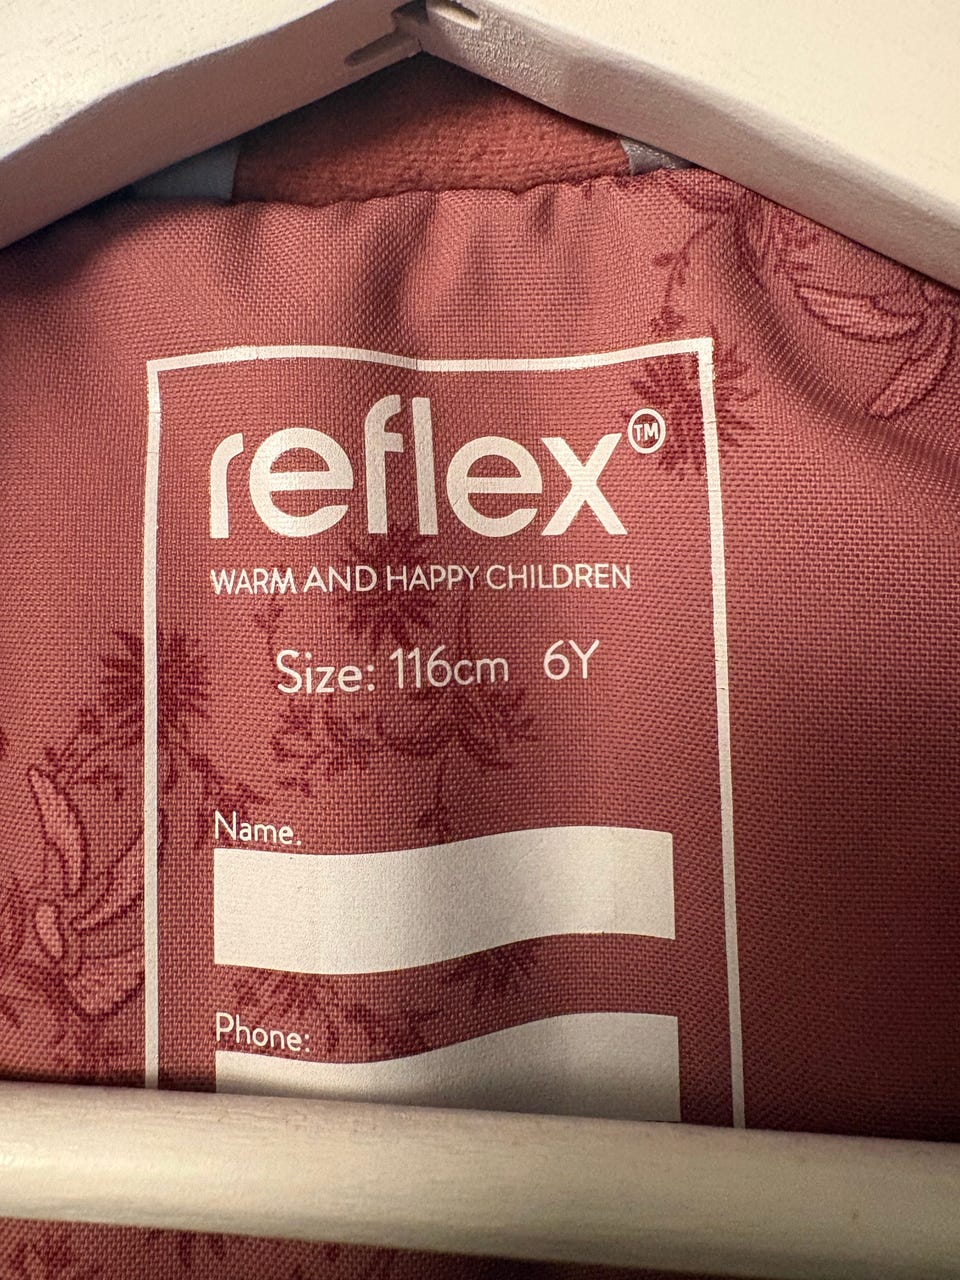 reflex™
WARM AND HAPPY CHILDREN
Size: 116cm 6Y
Name:
Phone: